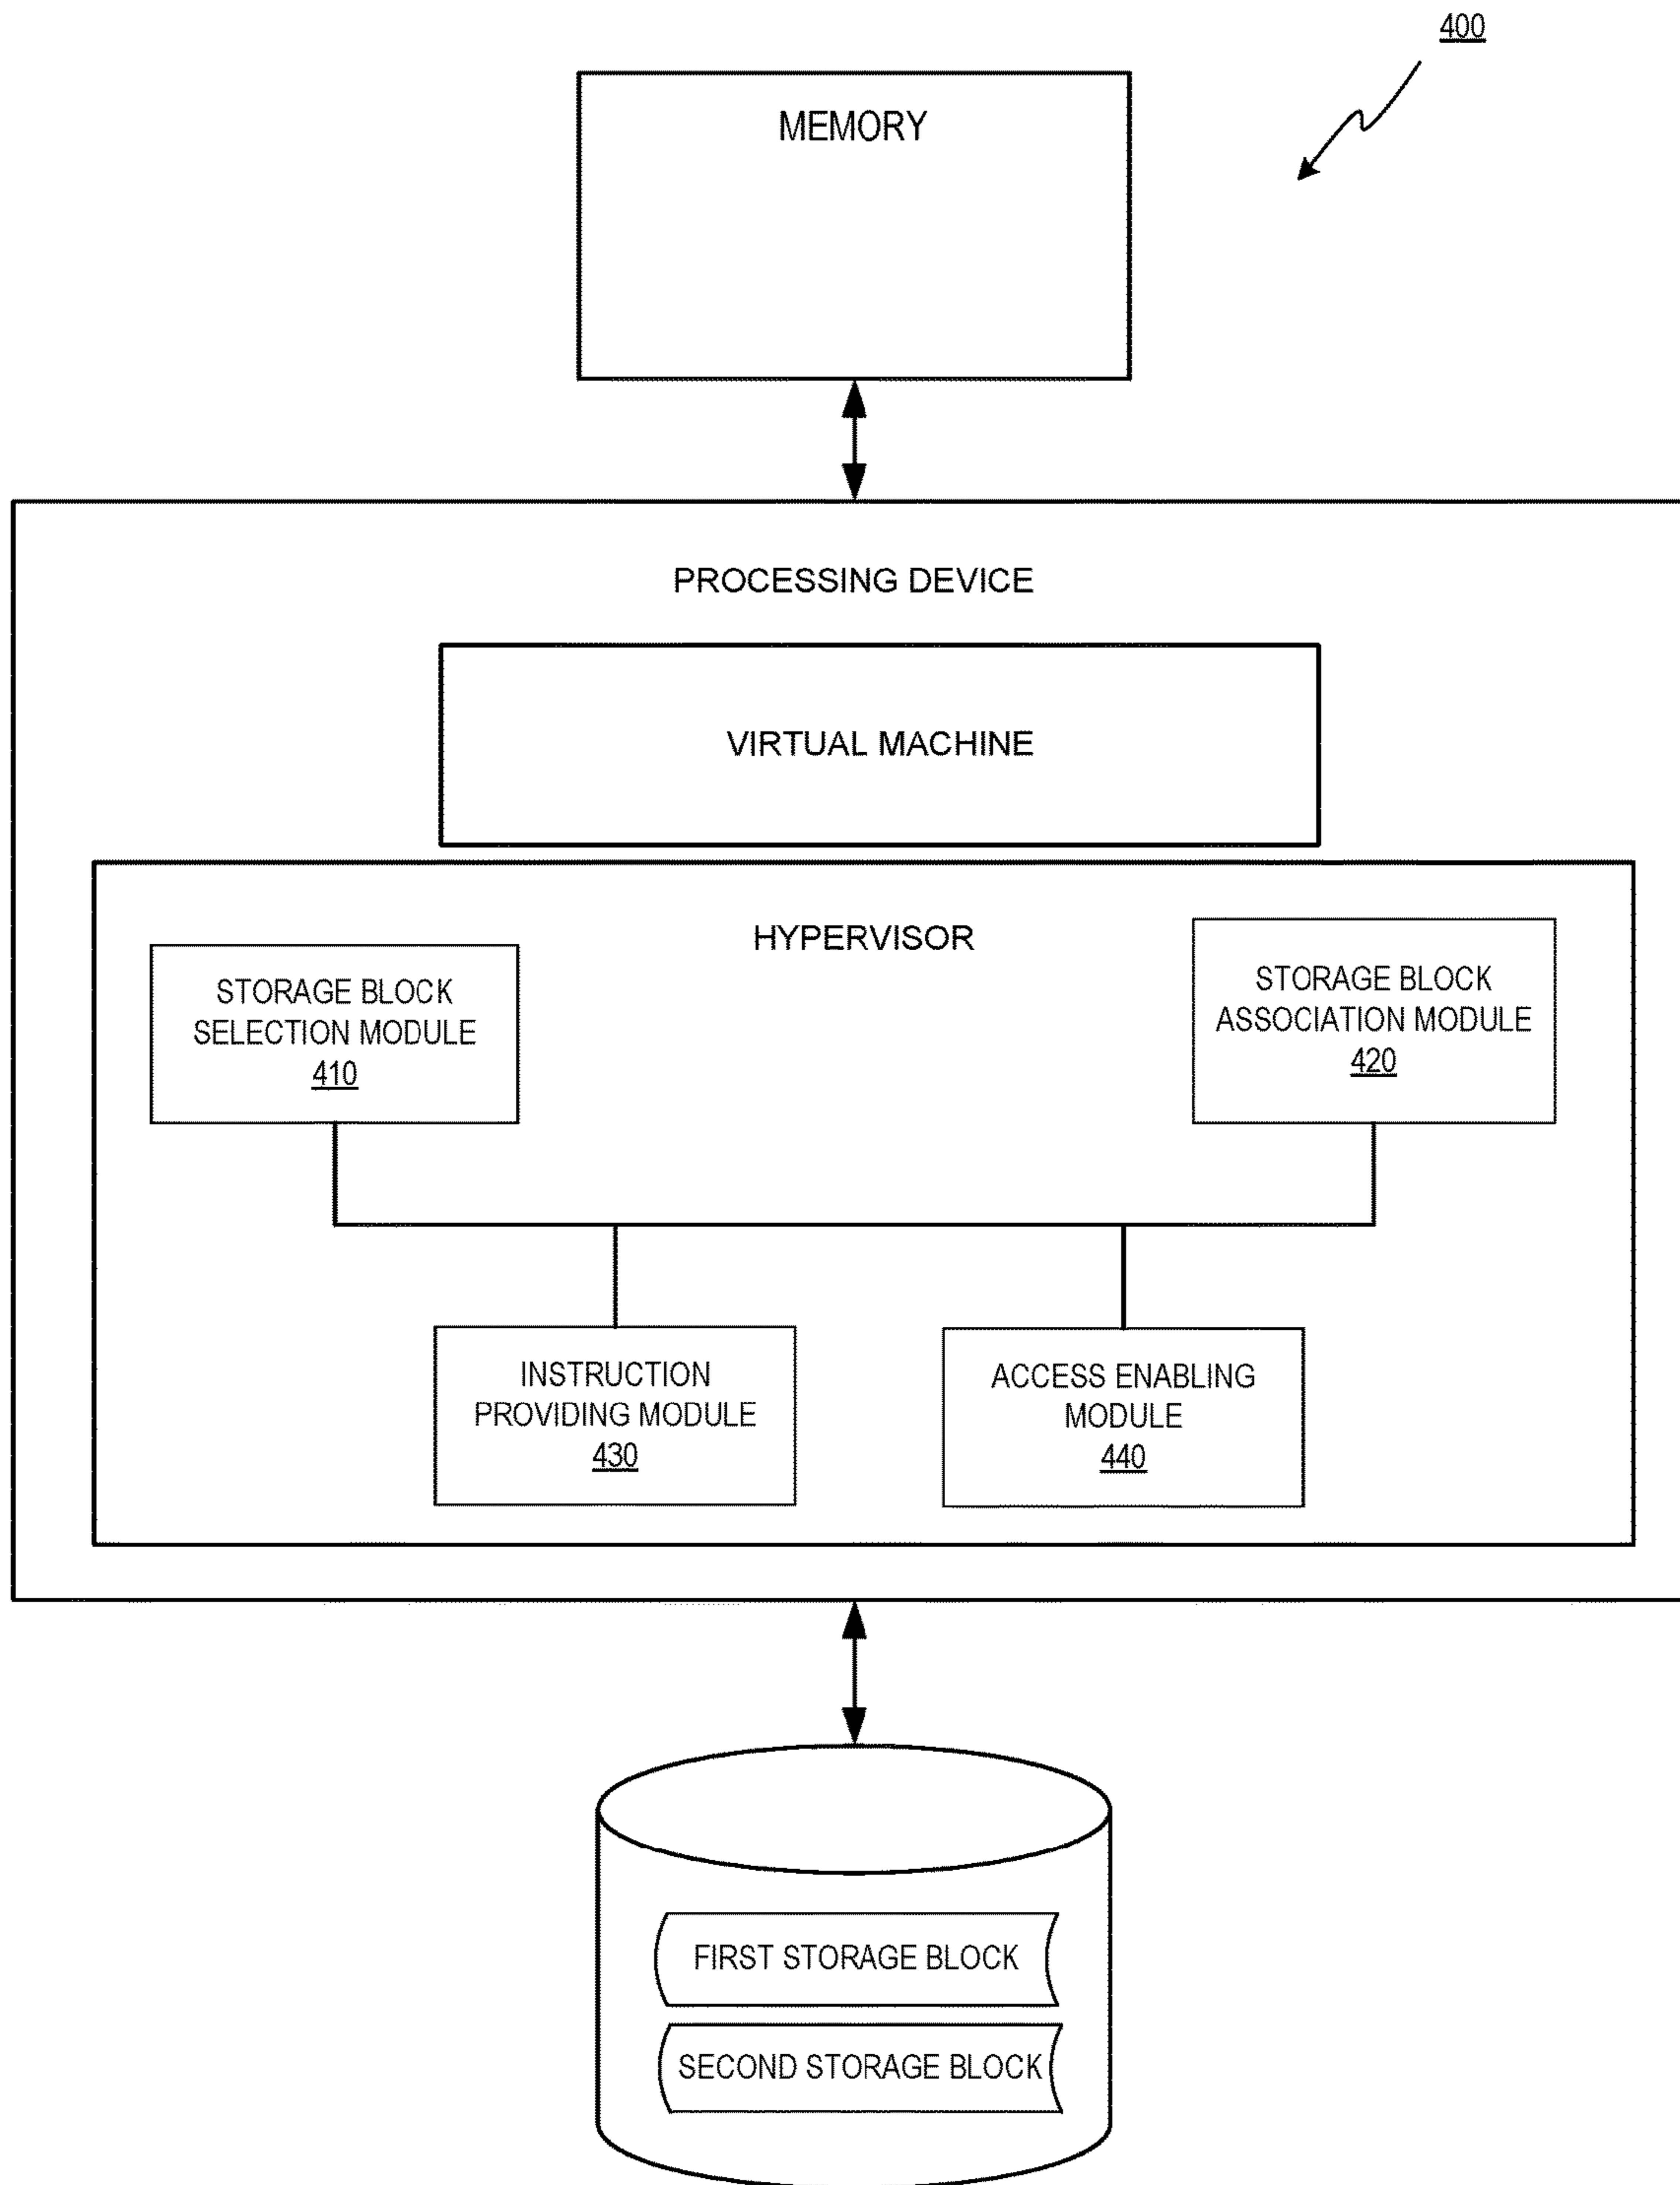 400
MEMORY
PROCESSING DEVICE
VIRTUAL MACHINE
HYPERVISOR
STORAGE BLOCK
SELECTION MODULE
410
STORAGE BLOCK
ASSOCIATION MODULE
420
INSTRUCTION
PROVIDING MODULE
430
ACCESS ENABLING
MODULE
440
FIRST STORAGE BLOCK
SECOND STORAGE BLOCK